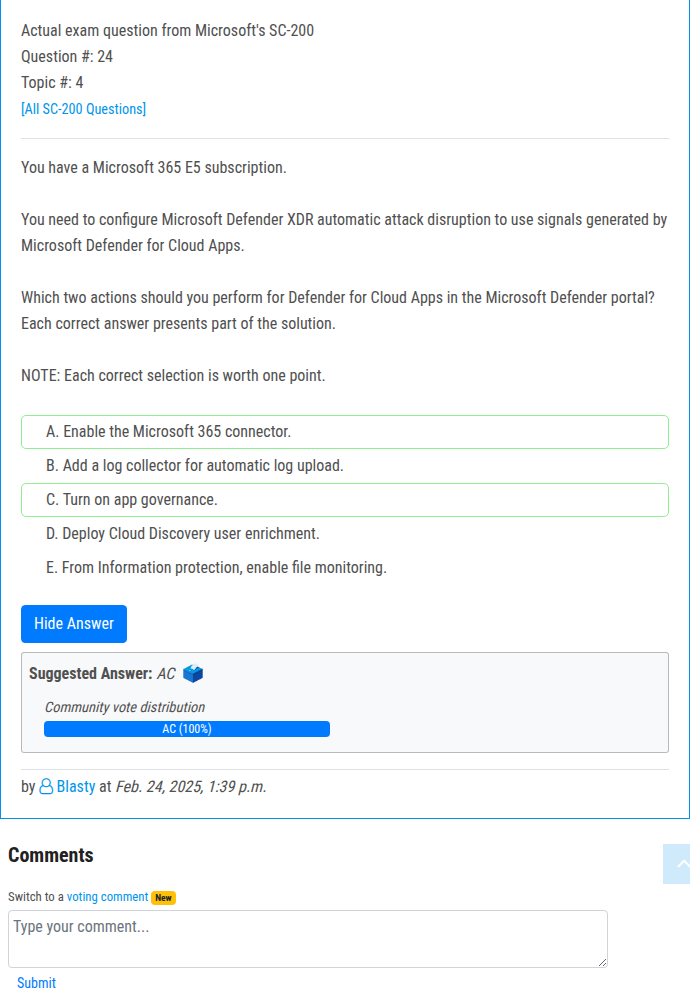 Actual exam question from Microsoft's SC-200
Question #: 24
Topic #: 4
[All SC-200 Questions]
You have a Microsoft 365 E5 subscription.
You need to configure Microsoft Defender XDR automatic attack disruption to use signals generated by
Microsoft Defender for Cloud Apps.
Which two actions should you perform for Defender for Cloud Apps in the Microsoft Defender portal?
Each correct answer presents part of the solution.
NOTE: Each correct selection is worth one point.
A. Enable the Microsoft 365 connector.
B. Add a log collector for automatic log upload.
C. Turn on app governance.
D. Deploy Cloud Discovery user enrichment.
E. From Information protection, enable file monitoring.
Hide Answer
Suggested Answer: AC
Community vote distribution
AC (100%)
by Blasty at Feb. 24, 2025, 1:39 p.m.
Comments
Switch to a voting comment New
Type your comment...
Submit